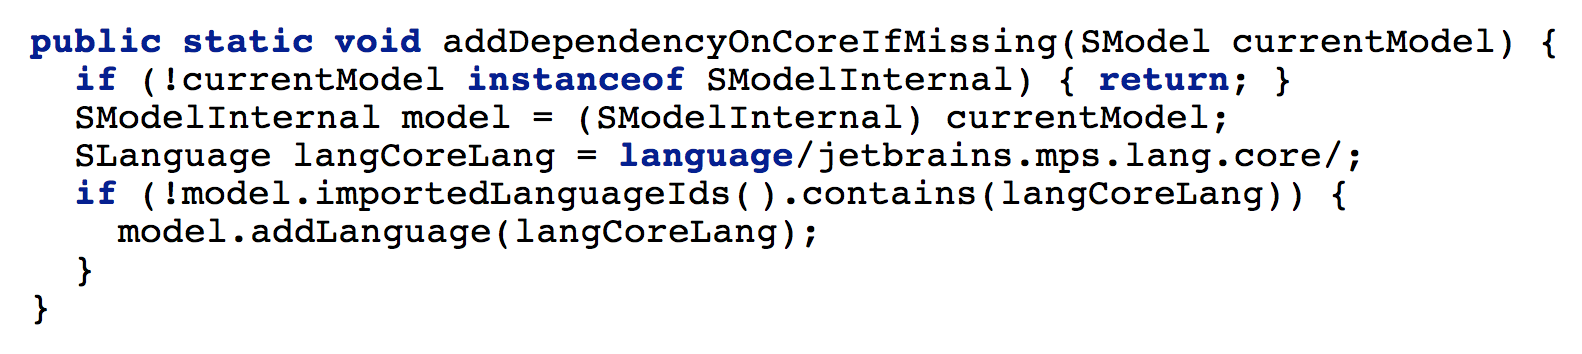 public static void addDependencyOnCoreIfMissing(SModel currentModel) {
  if (!currentModel instanceof SModelInternal) { return; }
  SModelInternal model = (SModelInternal) currentModel;
  SLanguage langCoreLang = language/jetbrains.mps.lang.core/;
  if (!model.importedLanguageIds().contains(langCoreLang)) {
    model.addLanguage(langCoreLang);
  }
}